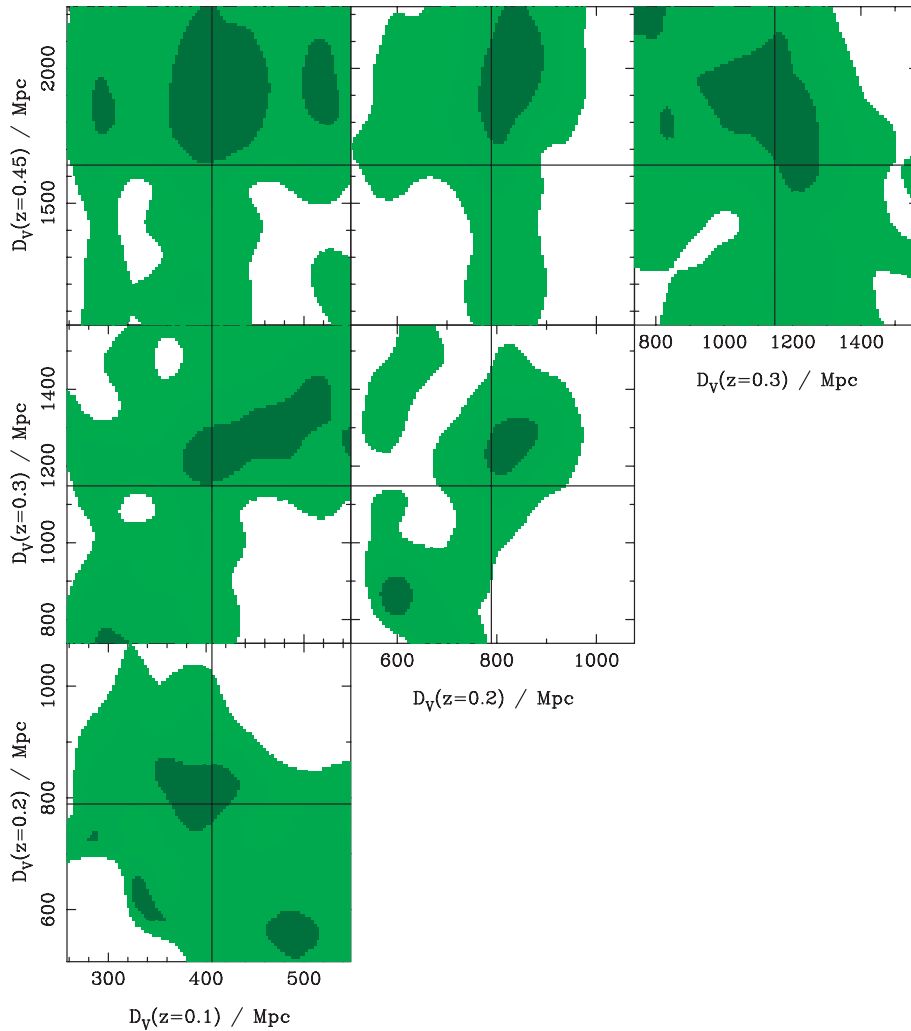 D_V(z=0.45) / Mpc
2000
1500
800 1000 1200 1400
D_V(z=0.3) / Mpc
D_V(z=0.3) / Mpc
1400
1200
1000
800
600 800 1000
D_V(z=0.2) / Mpc
D_V(z=0.2) / Mpc
1000
800
600
300 400 500
D_V(z=0.1) / Mpc